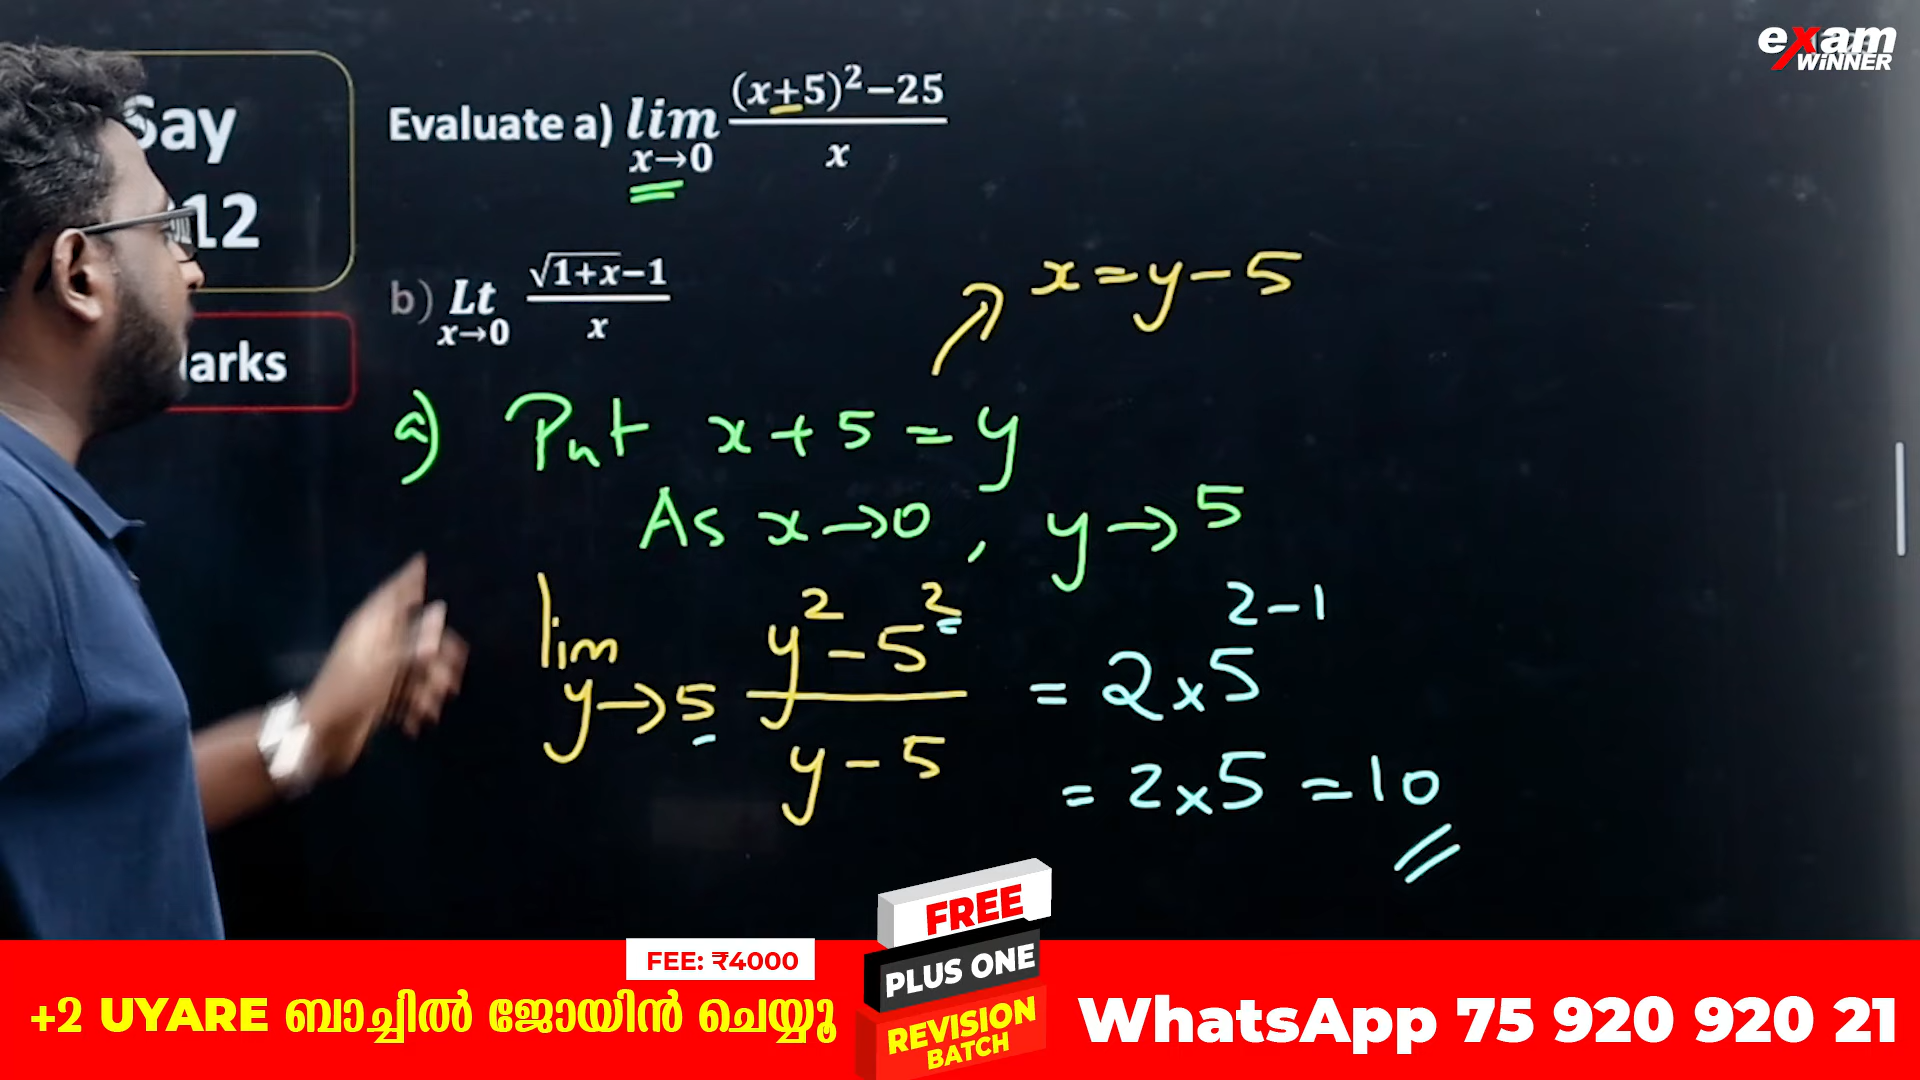 exam
WINNER
Say
12
arks
Evaluate a) lim x→0 (x+5)²−25 / x
b) Lt x→0 √1+x−1 / x
x = y − 5
a) Put x + 5 = y
As x → 0 , y → 5
lim y → 5 y² − 5² / y − 5 = 2 × 5²⁻¹
= 2 × 5 = 10
FEE: ₹4000
+2 UYARE ബാച്ചിൽ ജോയിൻ ചെയ്യൂ
FREE
PLUS ONE
REVISION
BATCH
WhatsApp 75 920 920 21